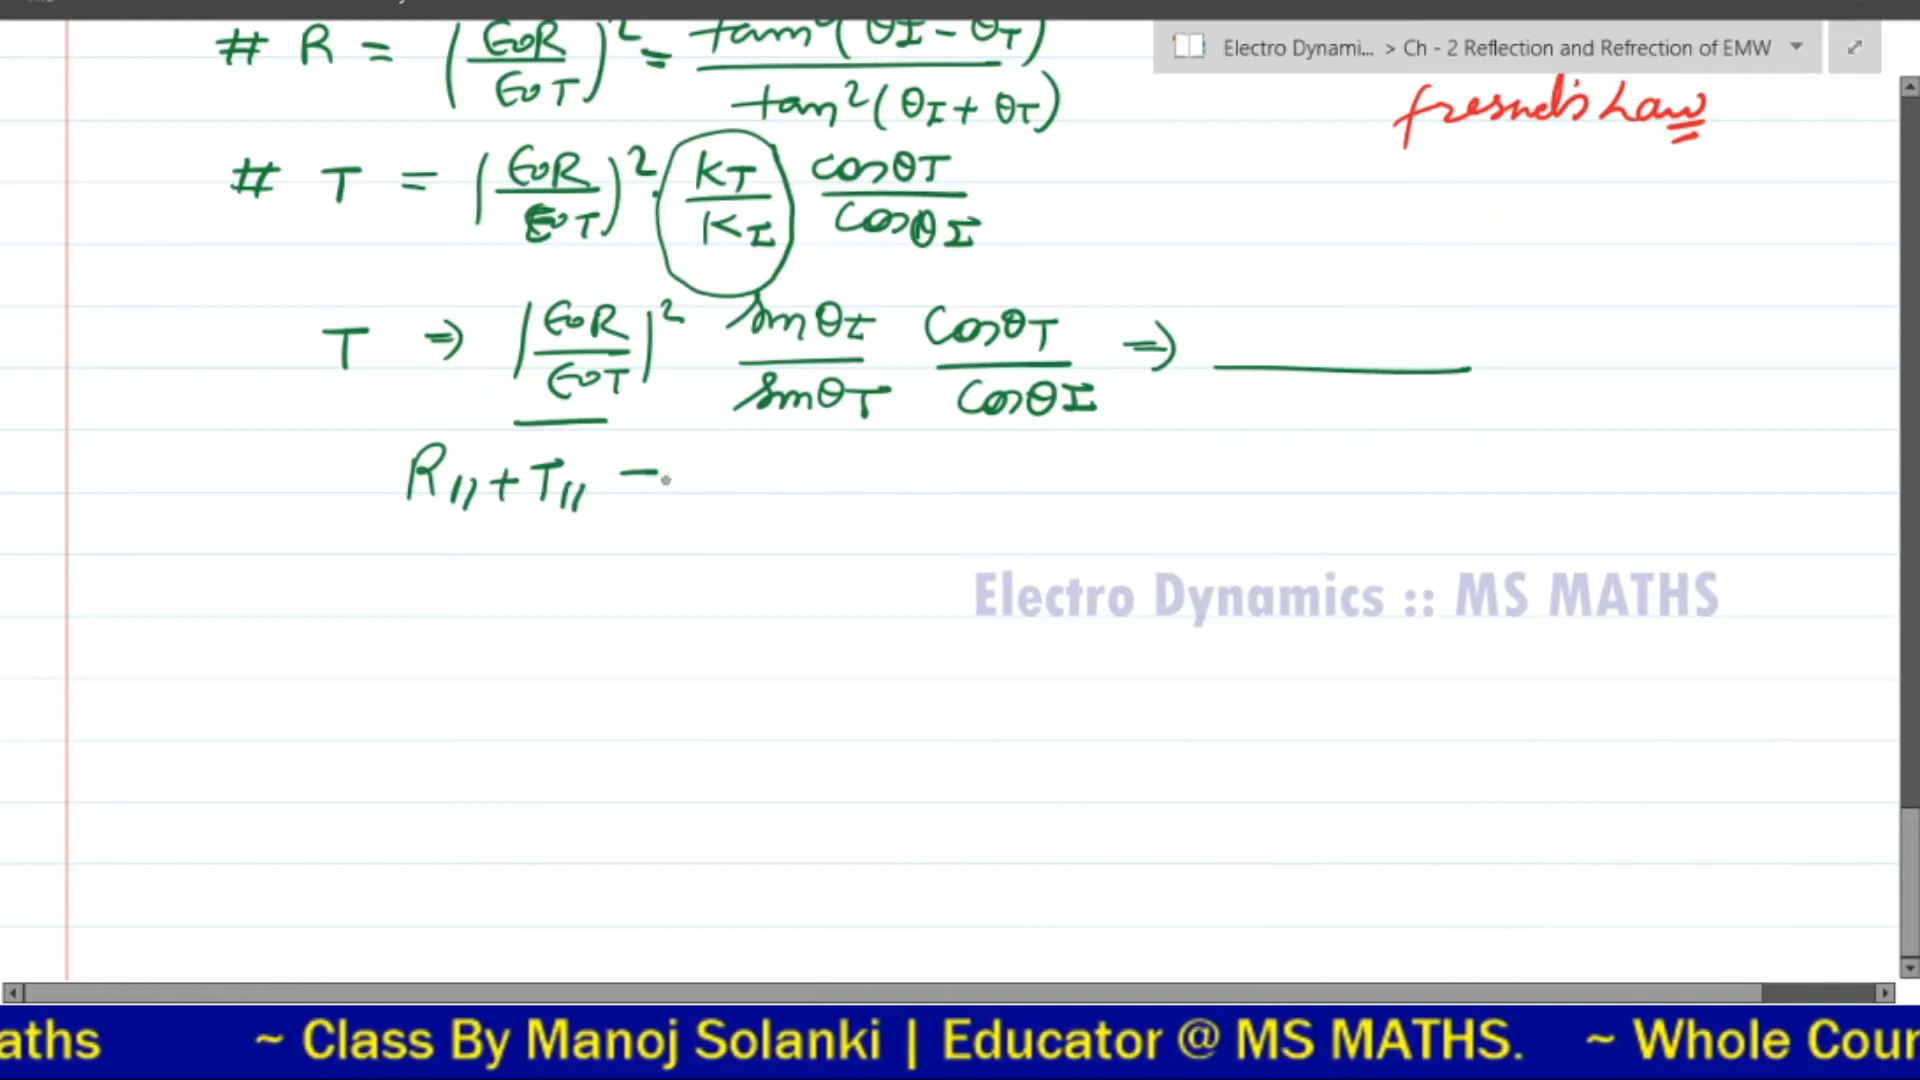 # R = (E₀R / E₀T)² = tan²(θI - θT) / tan²(θI + θT)
Electro Dynami... > Ch - 2 Reflection and Refrection of EMW
fresnel's Law
# T = (E₀R / E₀T)² · KT / KI cosθT / cosθI
T ⇒ |E₀R / E₀T|² sinθI / sinθT cosθT / cosθI ⇒
R// + T// =
Electro Dynamics :: MS MATHS
aths ~ Class By Manoj Solanki | Educator @ MS MATHS. ~ Whole Cour